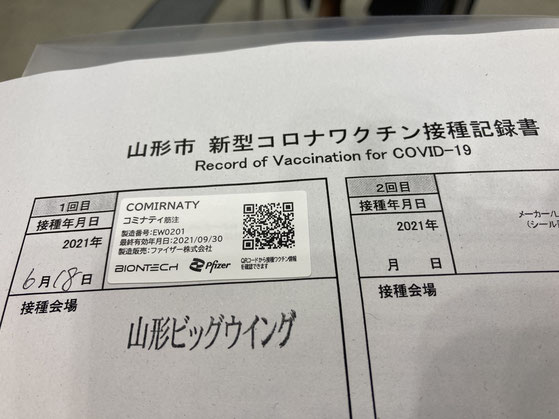 山形市 新型コロナワクチン接種記録書
Record of Vaccination for COVID-19
1回目
接種年月日
2021年
6月18日
COMIRNATY
コミナティ筋注
製造番号:EW0201
最終有効年月日:2021/09/30
製造販売:ファイザー株式会社
BIONTECH
Pfizer
QRコードから接種ワクチン情報
を確認できます
接種会場
山形ビッグウイング
2回目
接種年月日
2021年
月 日
メーカー/L
(シール
接種会場